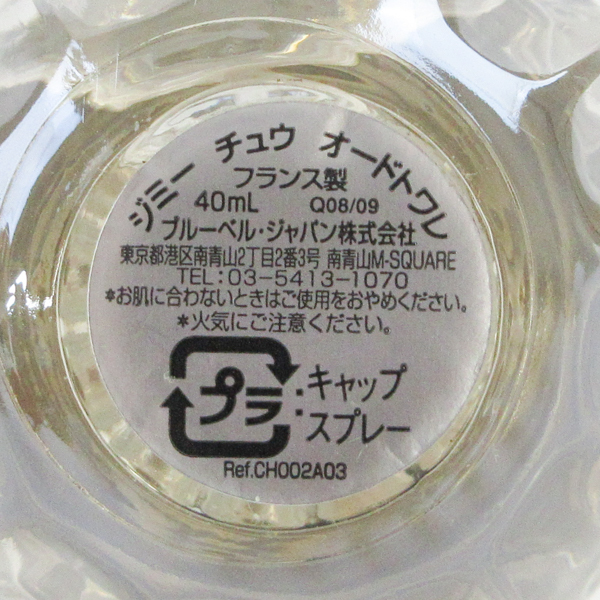 ジミー チュウ オードトワレ
フランス製
40mL Q08/09
ブルーベル・ジャパン株式会社
東京都港区南青山2丁目2番3号 南青山M-SQUARE
TEL:03-5413-1070
*お肌に合わないときはご使用をおやめください。
*火気にご注意ください。
プラ:キャップ
スプレー
Ref.CH002A03